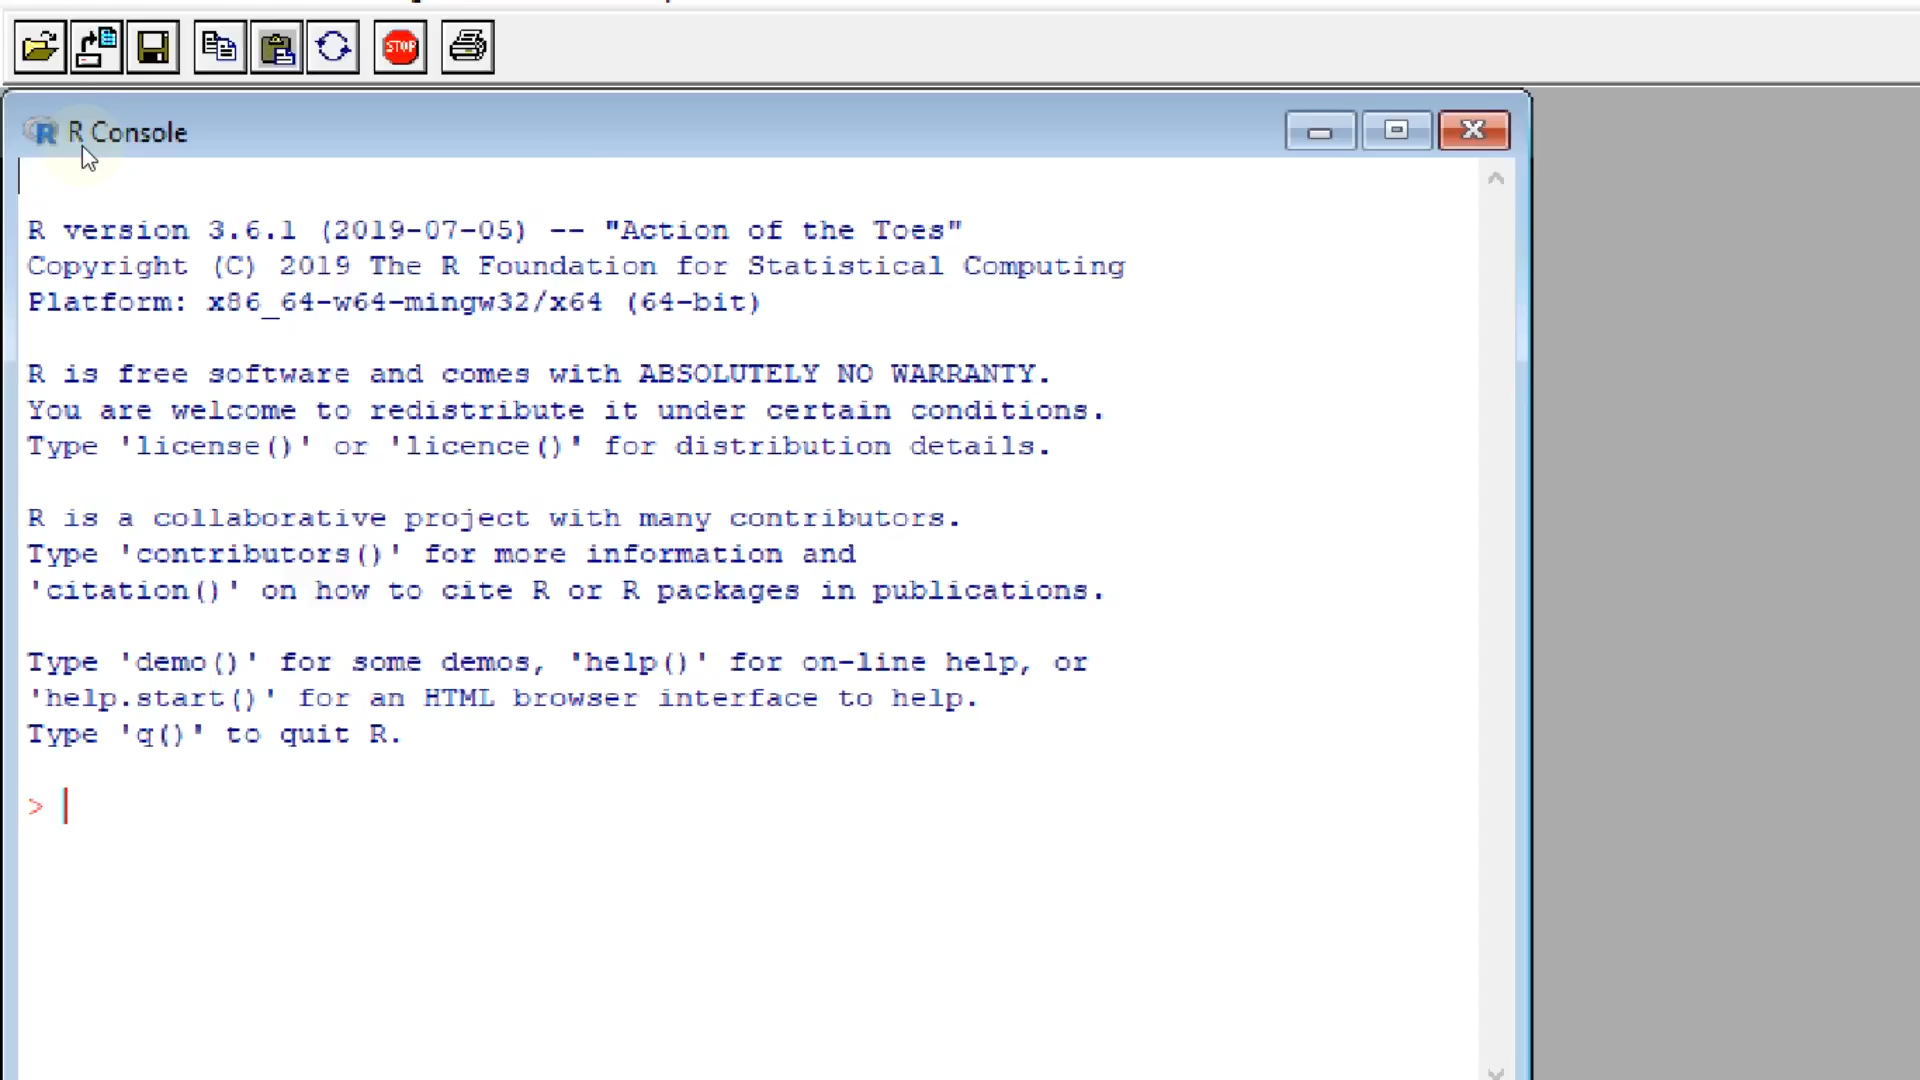 STOP
R Console
R version 3.6.1 (2019-07-05) -- "Action of the Toes"
Copyright (C) 2019 The R Foundation for Statistical Computing
Platform: x86_64-w64-mingw32/x64 (64-bit)
R is free software and comes with ABSOLUTELY NO WARRANTY.
You are welcome to redistribute it under certain conditions.
Type 'license()' or 'licence()' for distribution details.
R is a collaborative project with many contributors.
Type 'contributors()' for more information and
'citation()' on how to cite R or R packages in publications.
Type 'demo()' for some demos, 'help()' for on-line help, or
'help.start()' for an HTML browser interface to help.
Type 'q()' to quit R.
>